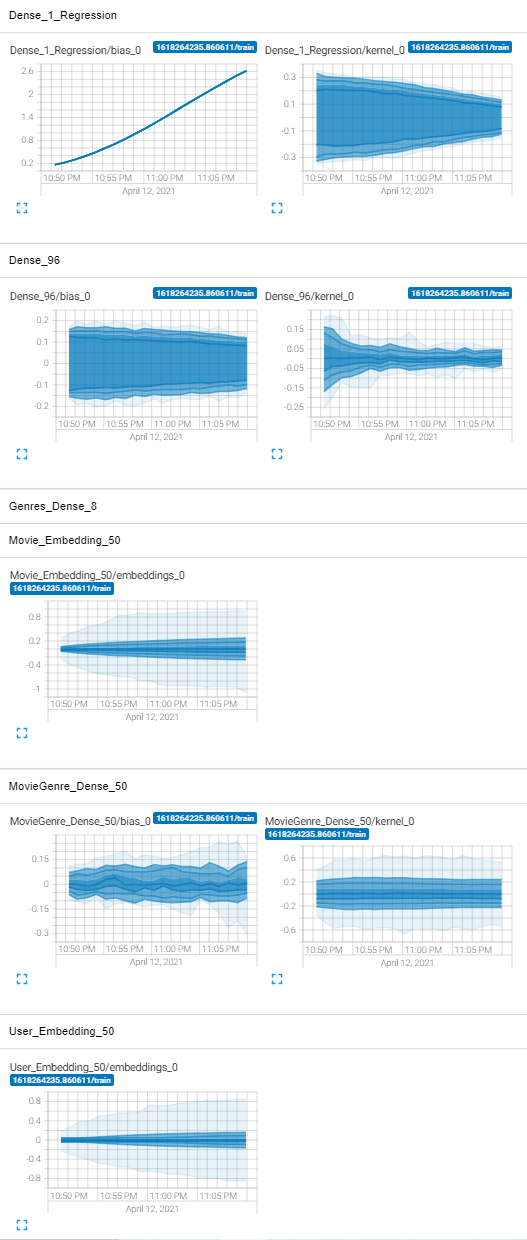 Dense_1_Regression
Dense_1_Regression/bias_0 1618264235.860611/train
2.6
2
1.4
0.8
0.2
10:50 PM 10:55 PM 11:00 PM 11:05 PM
April 12, 2021
Dense_1_Regression/kernel_0 1618264235.860611/train
0.3
0.1
-0.1
-0.3
10:50 PM 10:55 PM 11:00 PM 11:05 PM
April 12, 2021
Dense_96
Dense_96/bias_0 1618264235.860611/train
0.2
0.1
0
-0.1
-0.2
10:50 PM 10:55 PM 11:00 PM 11:05 PM
April 12, 2021
Dense_96/kernel_0 1618264235.860611/train
0.15
0.05
-0.05
-0.15
-0.25
10:50 PM 10:55 PM 11:00 PM 11:05 PM
April 12, 2021
Genres_Dense_8
Movie_Embedding_50
Movie_Embedding_50/embeddings_0
1618264235.860611/train
0.8
0.2
-0.4
-1
10:50 PM 10:55 PM 11:00 PM 11:05 PM
April 12, 2021
MovieGenre_Dense_50
MovieGenre_Dense_50/bias_0 1618264235.860611/train
0.15
0
-0.15
-0.3
10:50 PM 10:55 PM 11:00 PM 11:05 PM
April 12, 2021
MovieGenre_Dense_50/kernel_0
1618264235.860611/train
0.6
0.2
-0.2
-0.6
10:50 PM 10:55 PM 11:00 PM 11:05 PM
April 12, 2021
User_Embedding_50
User_Embedding_50/embeddings_0
1618264235.860611/train
0.8
0.4
0
-0.4
-0.8
10:50 PM 10:55 PM 11:00 PM 11:05 PM
April 12, 2021